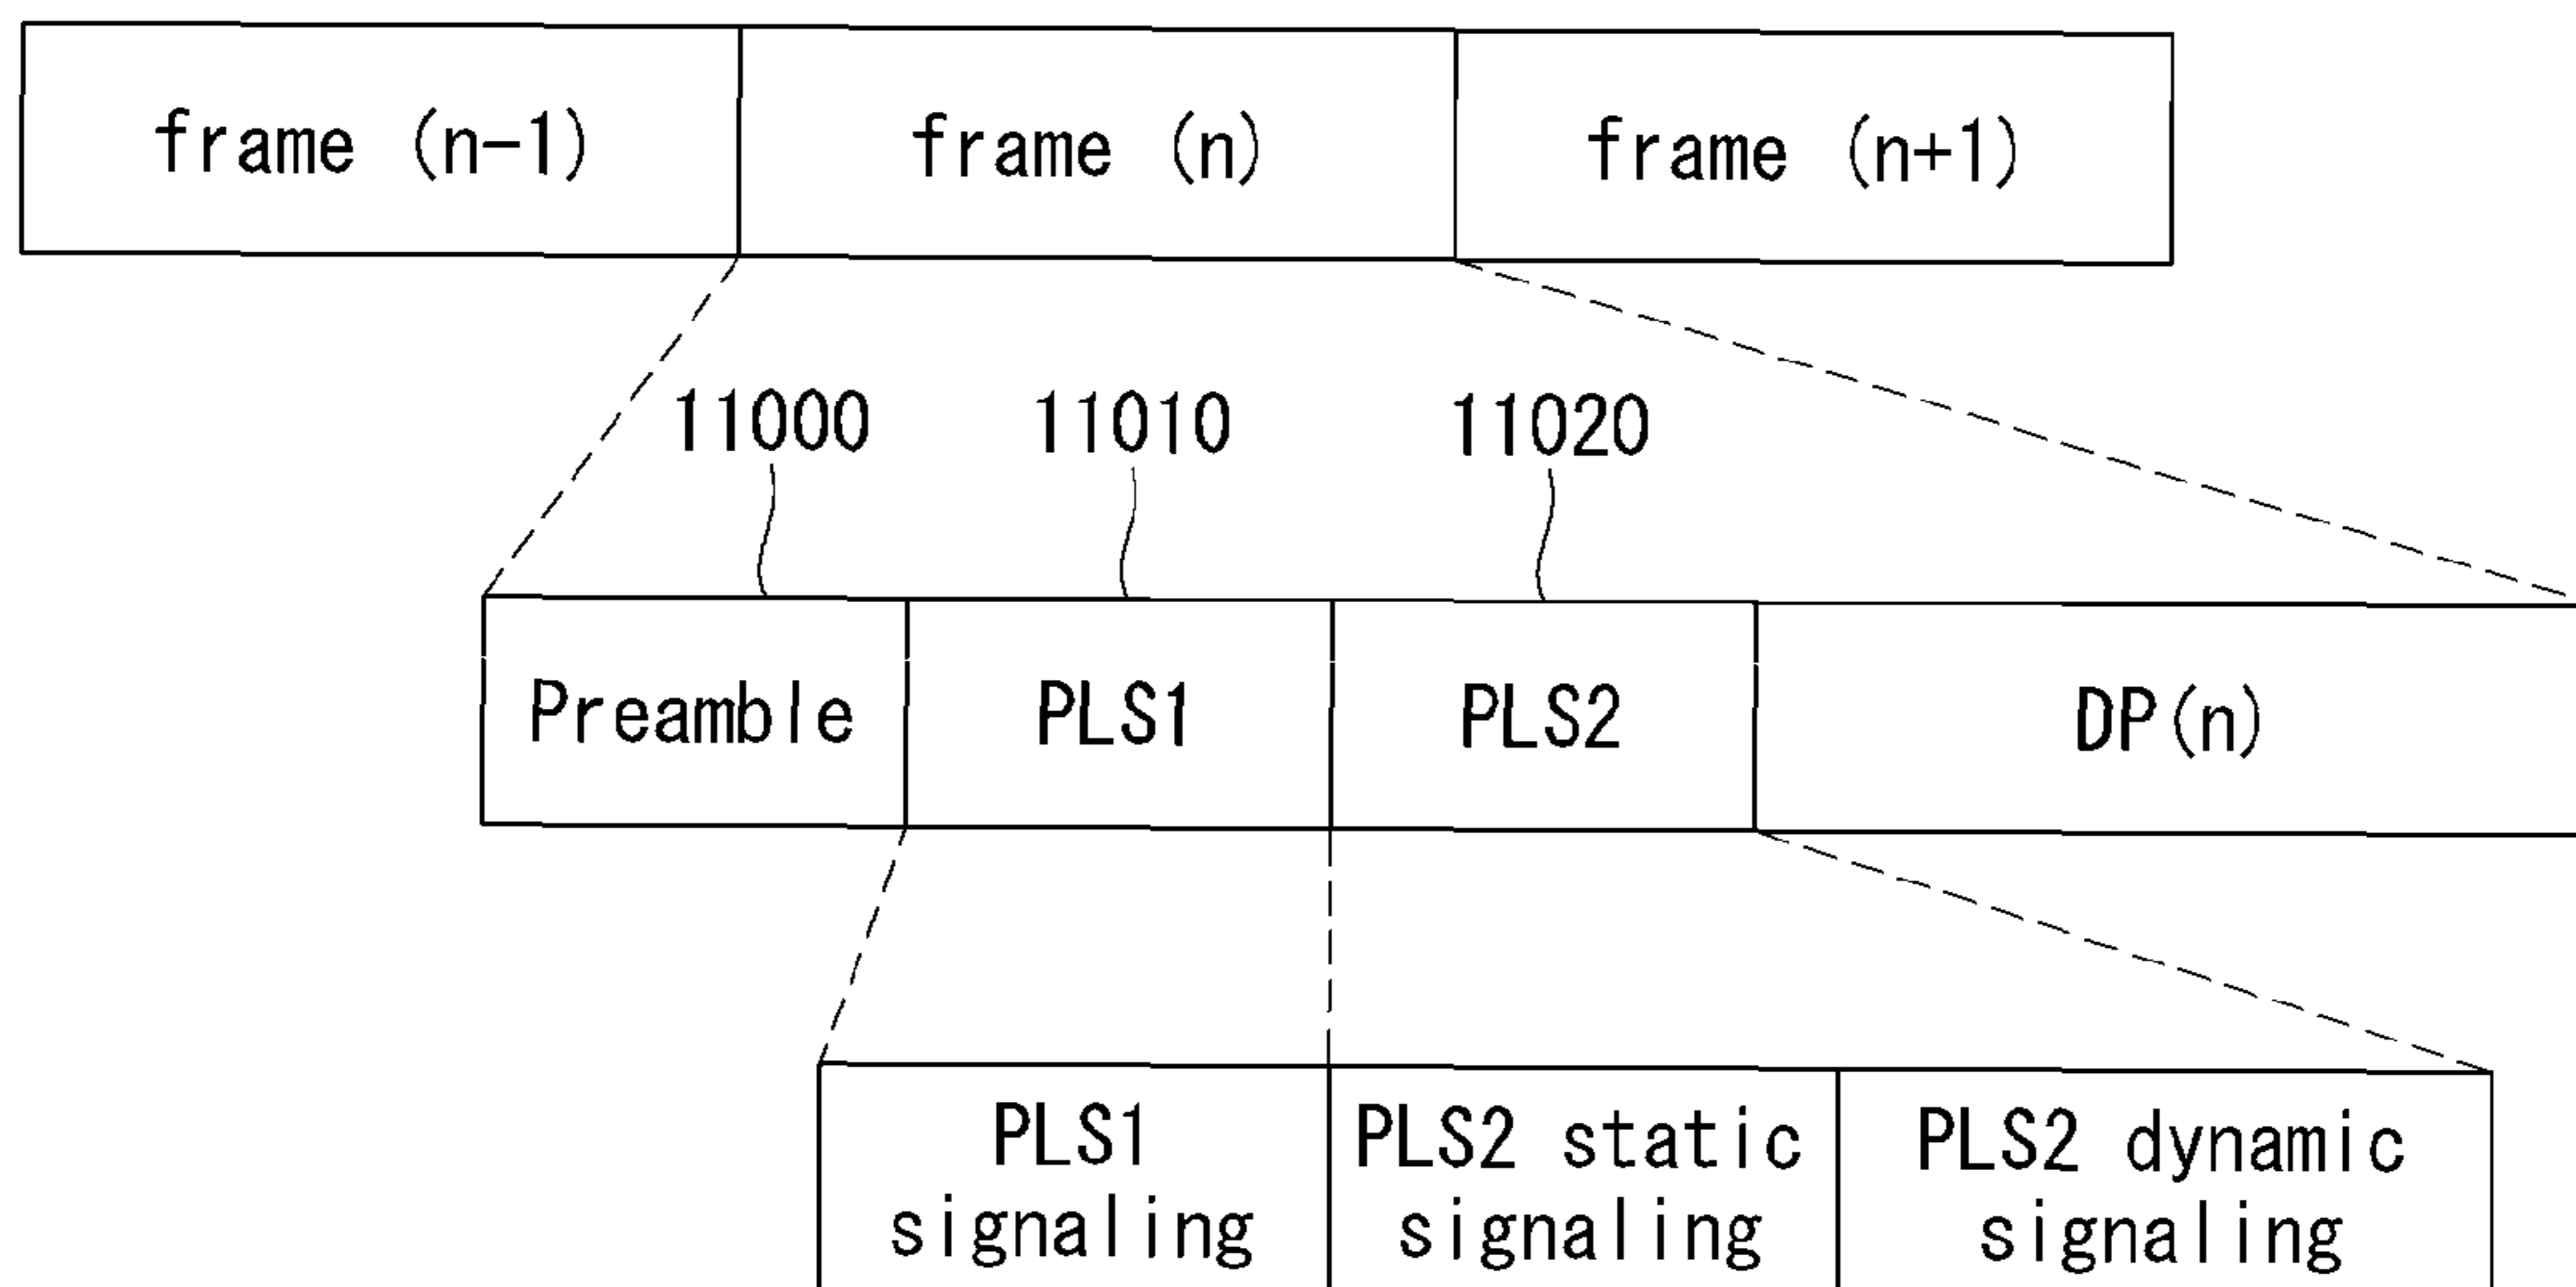 frame (n-1) frame (n) frame (n+1)
11000 11010 11020
Preamble PLS1 PLS2 DP(n)
PLS1 signaling
PLS2 static signaling
PLS2 dynamic signaling